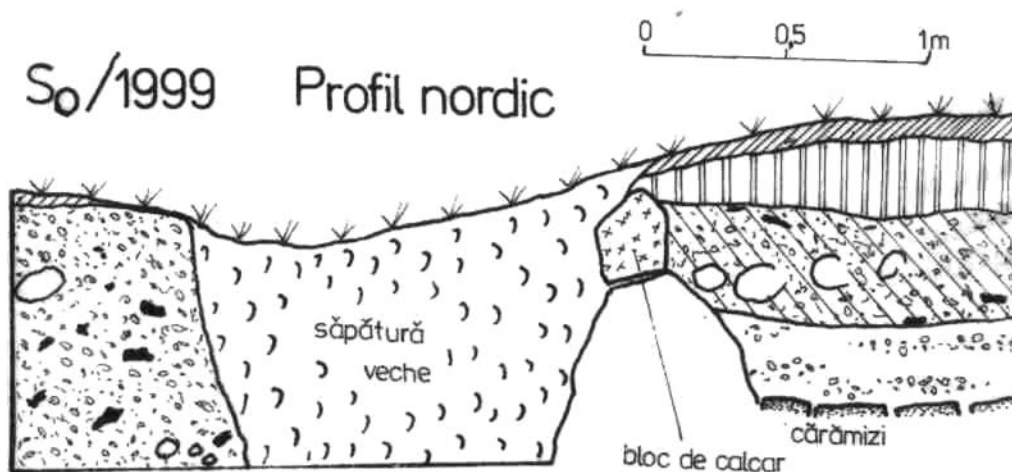 0 0,5 1m
S₀/1999 Profil nordic
săpătură
veche
cărămizi
bloc de calcar